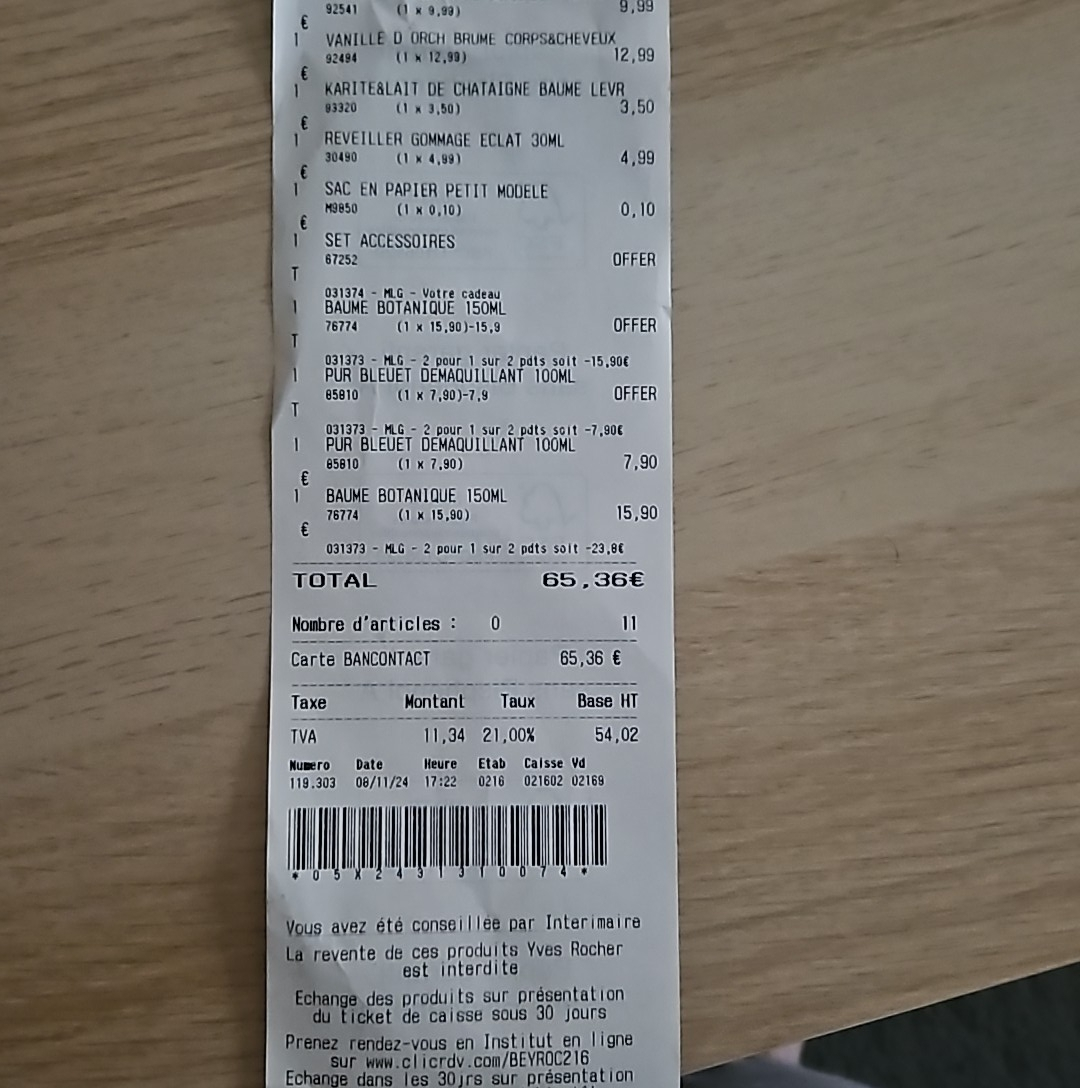 92541 (1 x 9,99) 9,99
€
1 VANILLE D ORCH BRUME CORPS&CHEVEUX
92494 (1 x 12,99) 12,99
€
1 KARITE&LAIT DE CHATAIGNE BAUME LEVR
93320 (1 x 3,50) 3,50
€
1 REVEILLER GOMMAGE ECLAT 30ML
30490 (1 x 4,99) 4,99
€
1 SAC EN PAPIER PETIT MODELE
M9850 (1 x 0,10) 0,10
€
1 SET ACCESSOIRES
67252 OFFER
T
031374 - MLG - Votre cadeau
1 BAUME BOTANIQUE 150ML
76774 (1 x 15,90)-15,9 OFFER
T
031373 - MLG - 2 pour 1 sur 2 pdts soit -15,90€
1 PUR BLEUET DEMAQUILLANT 100ML
85810 (1 x 7,90)-7,9 OFFER
T
031373 - MLG - 2 pour 1 sur 2 pdts soit -7,90€
1 PUR BLEUET DEMAQUILLANT 100ML
85810 (1 x 7,90) 7,90
€
1 BAUME BOTANIQUE 150ML
76774 (1 x 15,90) 15,90
€
031373 - MLG - 2 pour 1 sur 2 pdts soit -23,8€
TOTAL 65,36€
Nombre d'articles : 0 11
Carte BANCONTACT 65,36 €
Taxe Montant Taux Base HT
TVA 11,34 21,00% 54,02
Numero Date Heure Etab Caisse Vd
119.303 08/11/24 17:22 0216 021602 02169
* 0 5 X 2 4 3 1 3 1 0 0 7 4 *
Vous avez été conseillée par Interimaire
La revente de ces produits Yves Rocher
est interdite
Echange des produits sur présentation
du ticket de caisse sous 30 jours
Prenez rendez-vous en Institut en ligne
sur www.clicrdv.com/BEYROC216
Echange dans les 30jrs sur présentation